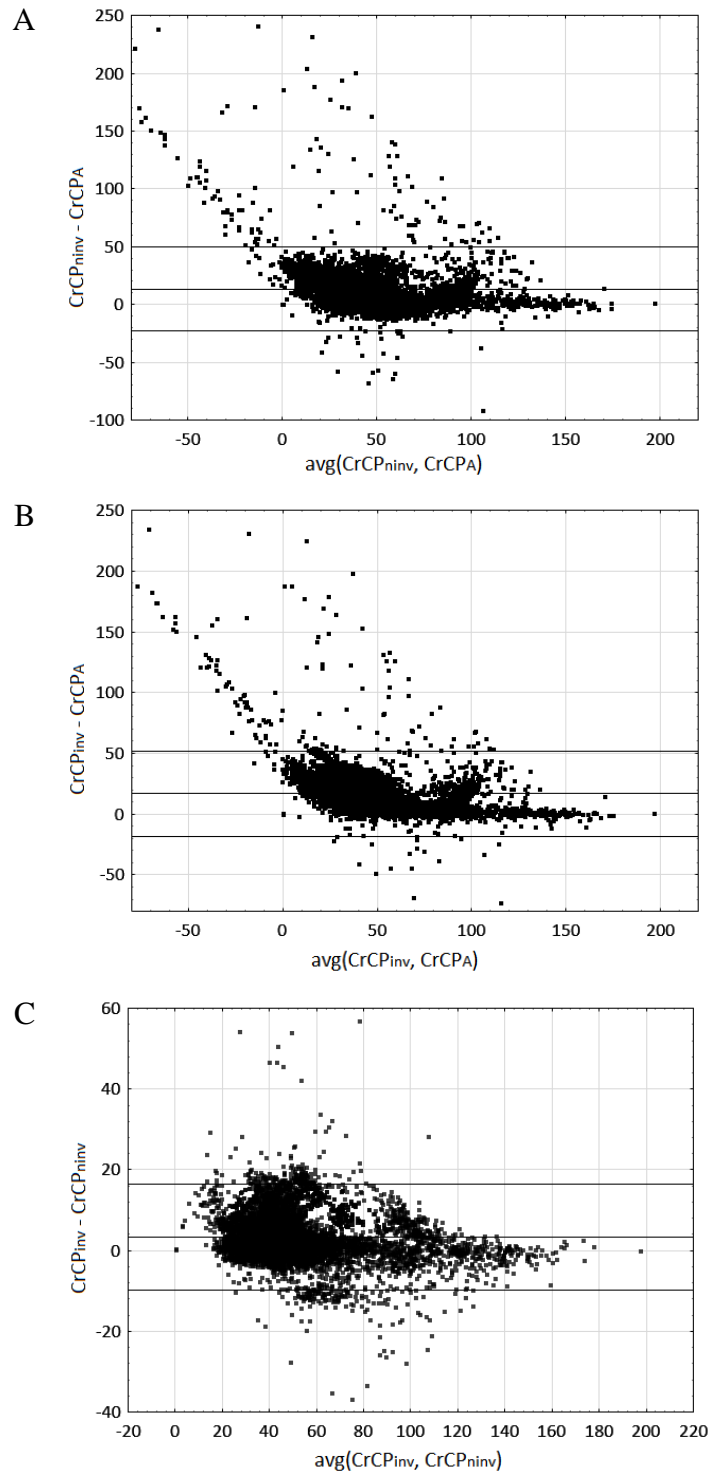 A
250
200
150
100
50
0
-50
-100
CrCPninv - CrCPA
-50 0 50 100 150 200
avg(CrCPninv, CrCPA)
B
250
200
150
100
50
0
-50
CrCPinv - CrCPA
-50 0 50 100 150 200
avg(CrCPinv, CrCPA)
C
60
40
20
0
-20
-40
CrCPinv - CrCPninv
-20 0 20 40 60 80 100 120 140 160 180 200 220
avg(CrCPinv, CrCPninv)